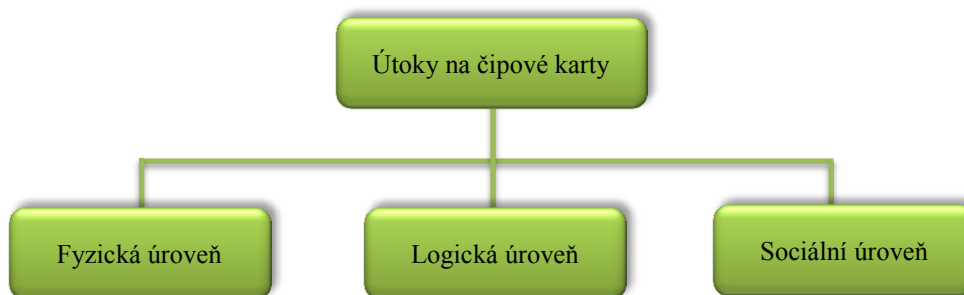 Útoky na čipové karty
Fyzická úroveň
Logická úroveň
Sociální úroveň